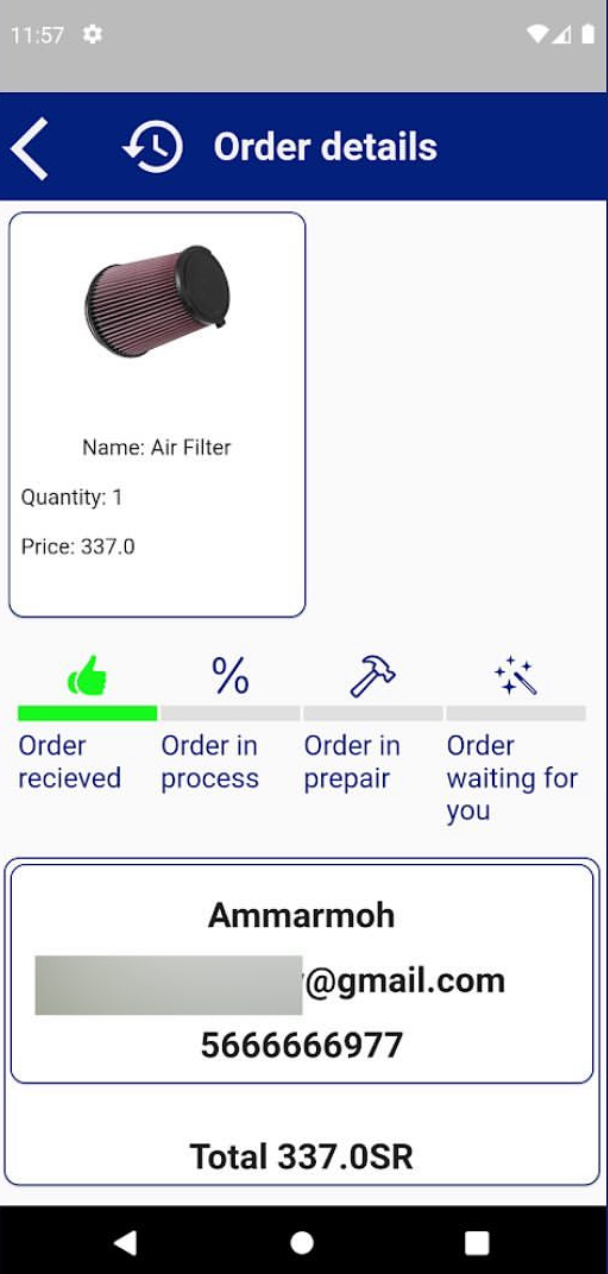 11:57
Order details
Name: Air Filter
Quantity: 1
Price: 337.0
%
Order recieved
Order in process
Order in prepair
Order waiting for you
Ammarmoh
@gmail.com
5666666977
Total 337.0SR